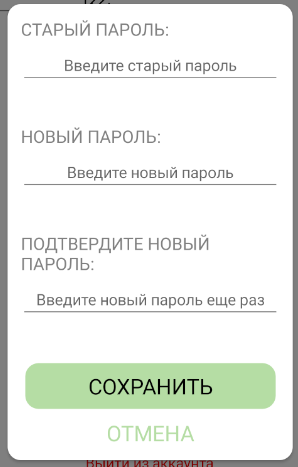 СТАРЫЙ ПАРОЛЬ:
Введите старый пароль
НОВЫЙ ПАРОЛЬ:
Введите новый пароль
ПОДТВЕРДИТЕ НОВЫЙ
ПАРОЛЬ:
Введите новый пароль еще раз
СОХРАНИТЬ
ОТМЕНА
Выйти из аккаунта